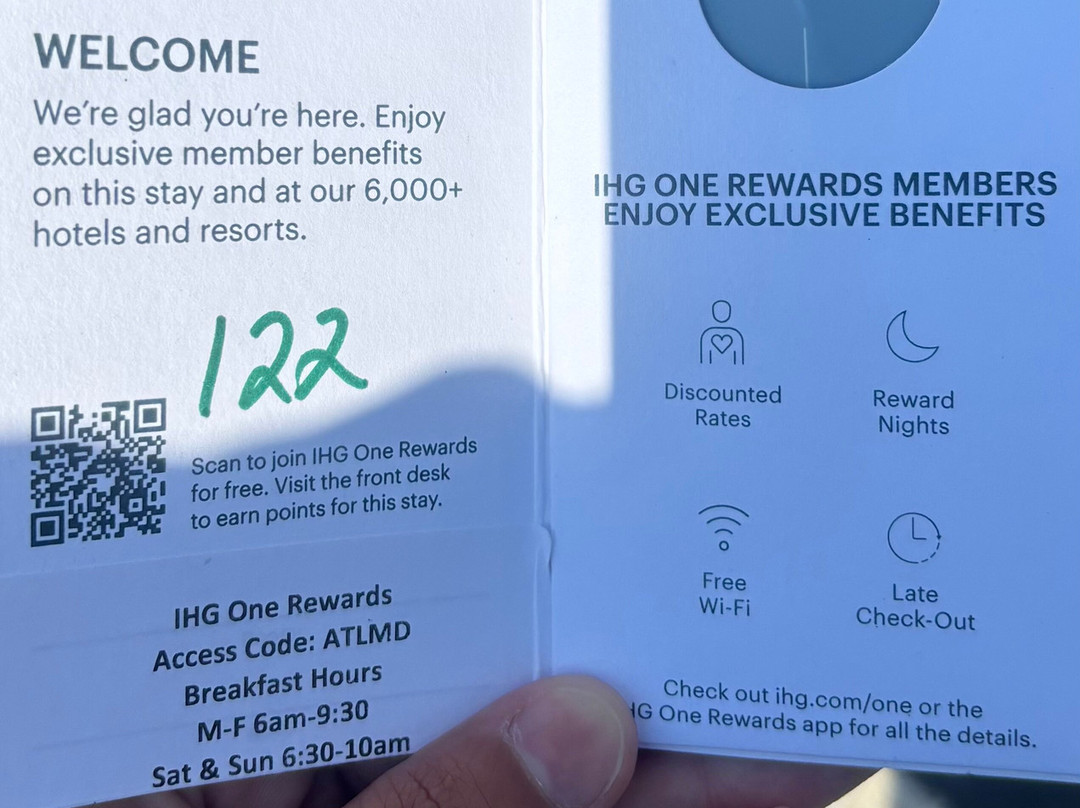 WELCOME
We're glad you're here. Enjoy
exclusive member benefits
on this stay and at our 6,000+
hotels and resorts.
122
Scan to join IHG One Rewards
for free. Visit the front desk
to earn points for this stay.
IHG One Rewards
Access Code: ATLMD
Breakfast Hours
M-F 6am-9:30
Sat & Sun 6:30-10am
IHG ONE REWARDS MEMBERS
ENJOY EXCLUSIVE BENEFITS
Discounted
Rates
Reward
Nights
Free
Wi-Fi
Late
Check-Out
Check out ihg.com/one or the
HG One Rewards app for all the details.